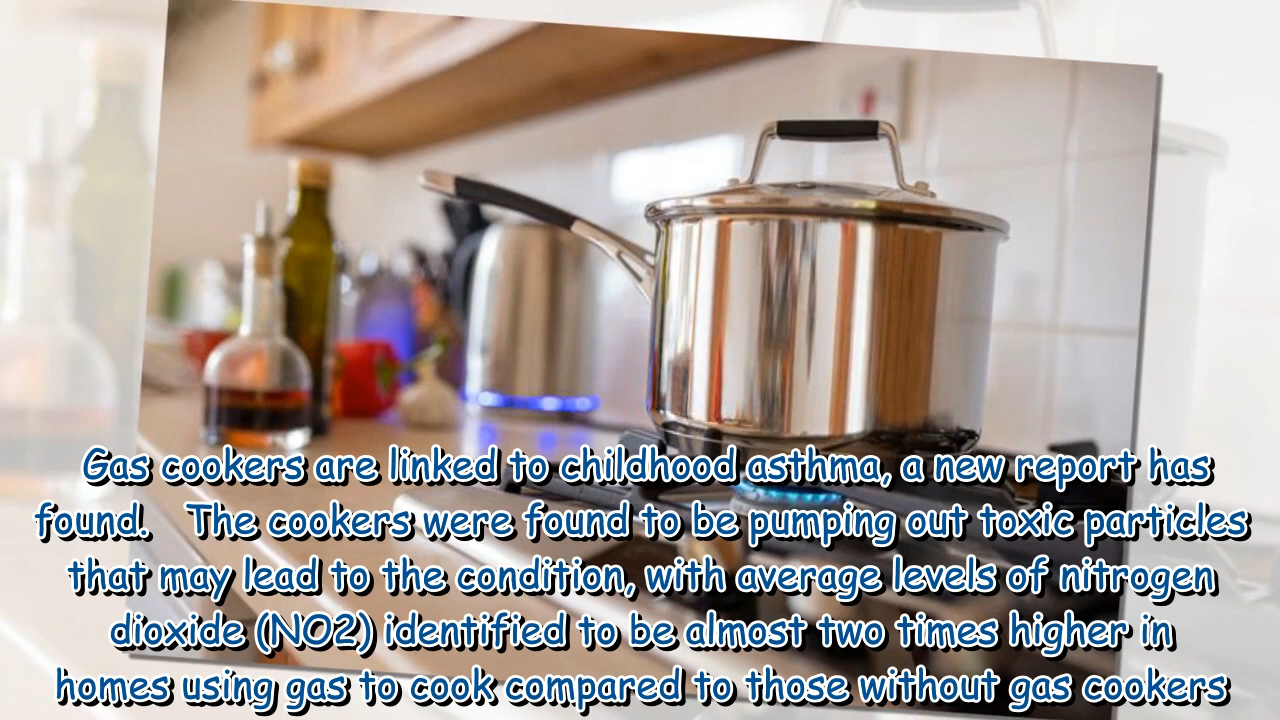 Gas cookers are linked to childhood asthma, a new report has
found.   The cookers were found to be pumping out toxic particles
that may lead to the condition, with average levels of nitrogen
dioxide (NO2) identified to be almost two times higher in
homes using gas to cook compared to those without gas cookers